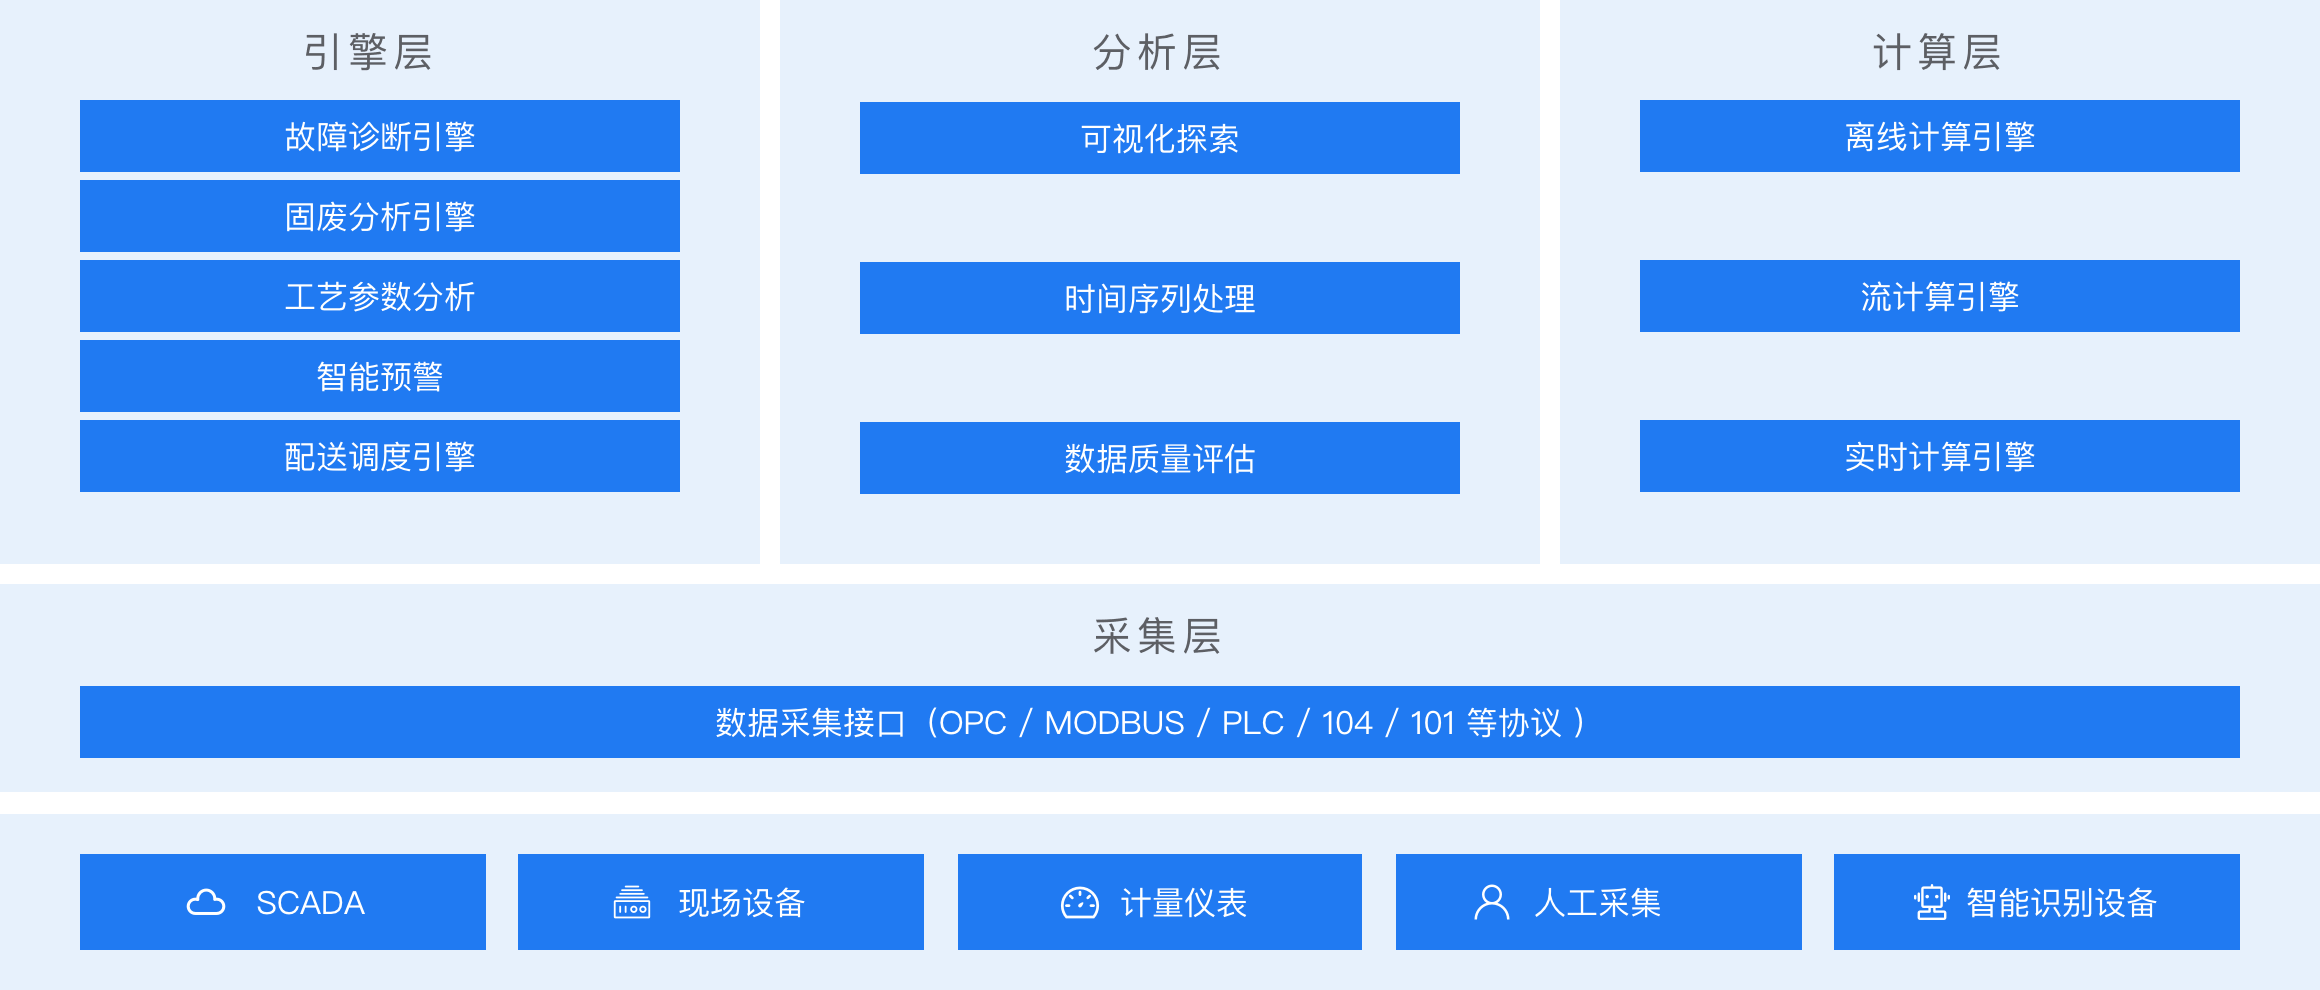 引擎层
故障诊断引擎
固废分析引擎
工艺参数分析
智能预警
配送调度引擎
分析层
可视化探索
时间序列处理
数据质量评估
计算层
离线计算引擎
流计算引擎
实时计算引擎
采集层
数据采集接口（OPC / MODBUS / PLC / 104 / 101 等协议 ）
SCADA
现场设备
计量仪表
人工采集
智能识别设备